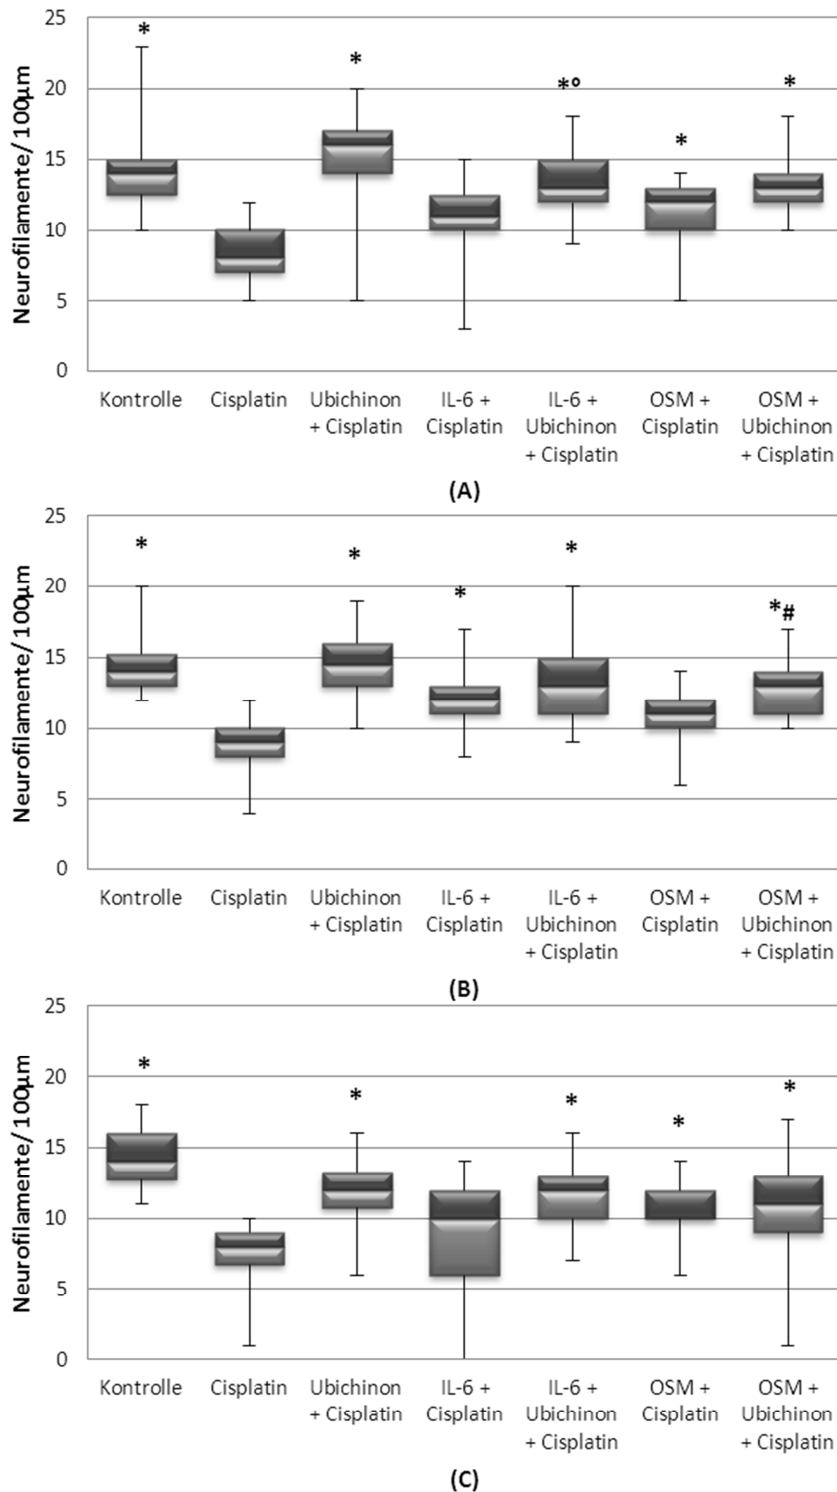 25
*
*
20
*°
*
*
15
10
5
0
Neurofilamente/100µm
Kontrolle Cisplatin Ubichinon IL-6 + IL-6 + OSM + OSM +
+ Cisplatin Cisplatin Ubichinon Cisplatin Ubichinon
+ Cisplatin + Cisplatin
(A)
25
*
*
*
20
*
*#
15
10
5
0
Neurofilamente/100µm
Kontrolle Cisplatin Ubichinon IL-6 + IL-6 + OSM + OSM +
+ Cisplatin Cisplatin Ubichinon Cisplatin Ubichinon
+ Cisplatin + Cisplatin
(B)
25
*
20
*
*
*
*
15
10
5
0
Neurofilamente/100µm
Kontrolle Cisplatin Ubichinon IL-6 + IL-6 + OSM + OSM +
+ Cisplatin Cisplatin Ubichinon Cisplatin Ubichinon
+ Cisplatin + Cisplatin
(C)